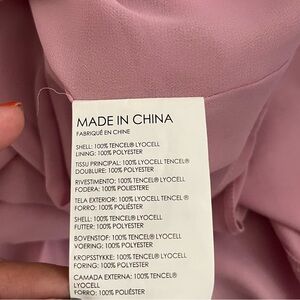 MADE IN CHINA
FABRIQUÉ EN CHINE
SHELL: 100% TENCEL® LYOCELL
LINING: 100% POLYESTER
TISSU PRINCIPAL: 100% LYOCELL TENCEL®
DOUBLURE: 100% POLYESTER
RIVESTIMENTO: 100% LYOCELL TENCEL®
FODERA: 100% POLIESTERE
TELA EXTERIOR: 100% LYOCELL TENCEL®
FORRO: 100% POLIÉSTER
SHELL: 100% TENCEL® LYOCELL
FUTTER: 100% POLYESTER
BOVENSTOF: 100% TENCEL® LYOCELL
VOERING: 100% POLYESTER
KROPSSTYKKE: 100% TENCEL® LYOCELL
FORING: 100% POLYESTER
CAMADA EXTERNA: 100% TENCEL®
LYOCELL
FORRO: 100% POLIÉSTER